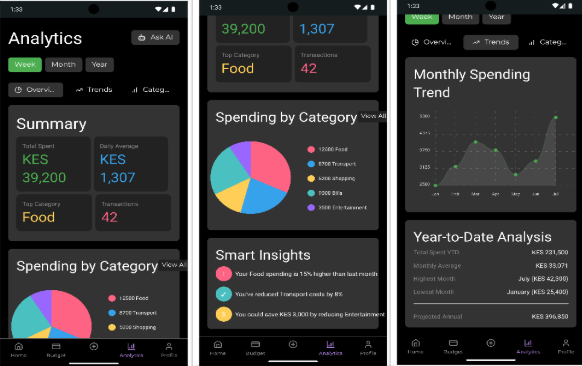 1:33
Analytics
Ask AI
Week Month Year
Overvi... Trends Categ...
Summary
Total Spent
KES
39,200
Daily Average
KES
1,307
Top Category
Food
Transactions
42
Spending by Category
View All
12500 Food
8700 Transport
5200 Shopping
Home Budget Analytics Profile
1:33
39,200
1,307
Top Category
Food
Transactions
42
Spending by Category
View All
12500 Food
8700 Transport
5200 Shopping
9300 Bills
3500 Entertainment
Smart Insights
Your Food spending is 15% higher than last month
You've reduced Transport costs by 8%
You could save KES 3,000 by reducing Entertainment
Home Budget Analytics Profile
1:33
Week Month Year
Overvi... Trends Categ...
Monthly Spending
Trend
3125
2500
Jan Feb Mar Apr May Jun Jul
Year-to-Date Analysis
Total Spent YTD KES 231,500
Monthly Average KES 33,071
Highest Month July (KES 42,300)
Lowest Month January (KES 25,400)
Projected Annual KES 396,850
Home Budget Analytics Profile